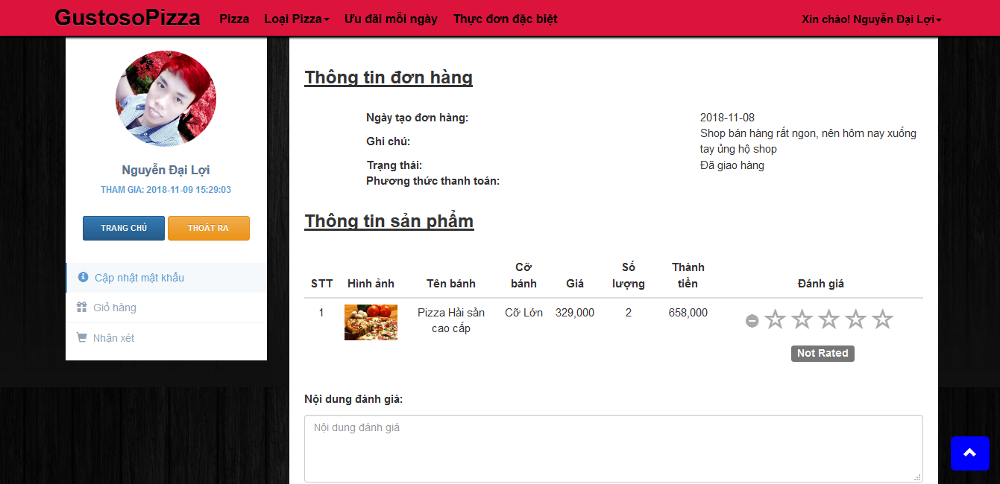 GustosoPizza Pizza Loại Pizza Ưu đãi mỗi ngày Thực đơn đặc biệt Xin chào! Nguyễn Đại Lợi
Nguyễn Đại Lợi
THAM GIA: 2018-11-09 15:29:03
TRANG CHỦ THOÁT RA
Cập nhật mật khẩu
Giỏ hàng
Nhận xét
Thông tin đơn hàng
Ngày tạo đơn hàng: 2018-11-08
Ghi chú: Shop bán hàng rất ngon, nên hôm nay xuống
tay ủng hộ shop
Trạng thái: Đã giao hàng
Phương thức thanh toán:
Thông tin sản phẩm
STT Hình ảnh Tên bánh Cỡ bánh Giá Số lượng Thành tiền Đánh giá
1 Pizza Hải sản cao cấp Cỡ Lớn 329,000 2 658,000
Not Rated
Nội dung đánh giá:
Nội dung đánh giá